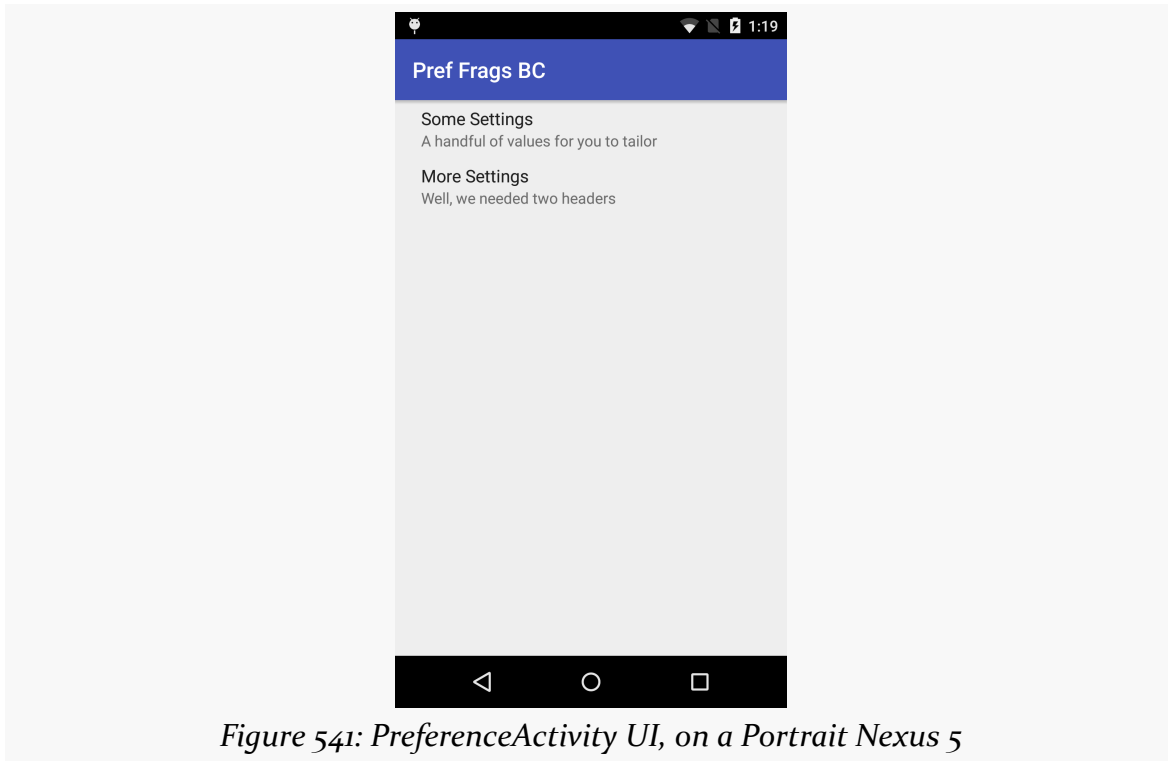 1:19
Pref Frags BC
Some Settings
A handful of values for you to tailor
More Settings
Well, we needed two headers
Figure 541: PreferenceActivity UI, on a Portrait Nexus 5